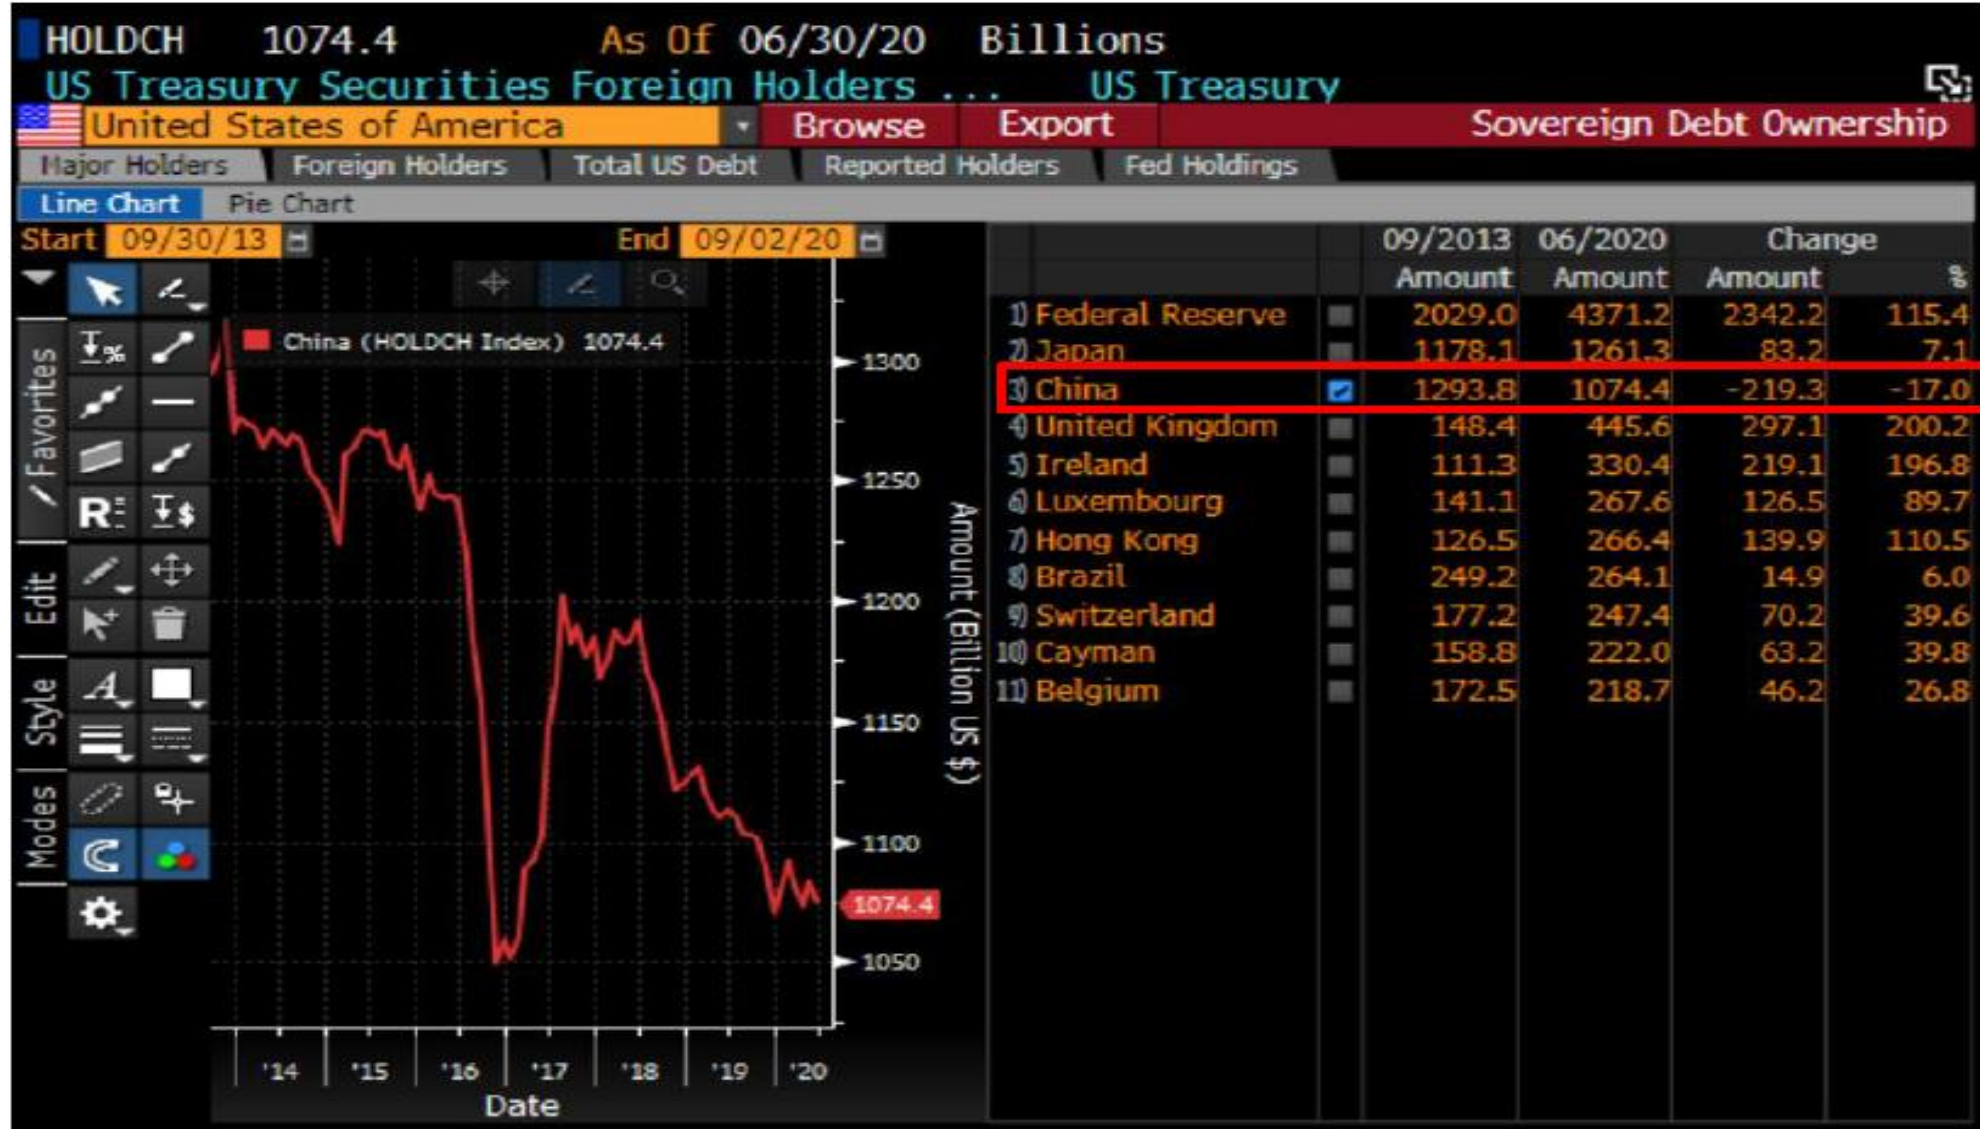 HOLDCH 1074.4 As Of 06/30/20 Billions
US Treasury Securities Foreign Holders ... US Treasury
United States of America Browse Export Sovereign Debt Ownership
Major Holders Foreign Holders Total US Debt Reported Holders Fed Holdings
Line Chart Pie Chart
Start 09/30/13 End 09/02/20
Favorites
Edit
Style
Modes
China (HOLDCH Index) 1074.4
1300
1250
1200
1150
1100
1074.4
1050
Amount (Billion US $)
'14 '15 '16 '17 '18 '19 '20
Date
09/2013 06/2020 Change
Amount Amount Amount %
1) Federal Reserve 2029.0 4371.2 2342.2 115.4
2) Japan 1178.1 1261.3 83.2 7.1
3) China 1293.8 1074.4 -219.3 -17.0
4) United Kingdom 148.4 445.6 297.1 200.2
5) Ireland 111.3 330.4 219.1 196.8
6) Luxembourg 141.1 267.6 126.5 89.7
7) Hong Kong 126.5 266.4 139.9 110.5
8) Brazil 249.2 264.1 14.9 6.0
9) Switzerland 177.2 247.4 70.2 39.6
10) Cayman 158.8 222.0 63.2 39.8
11) Belgium 172.5 218.7 46.2 26.8